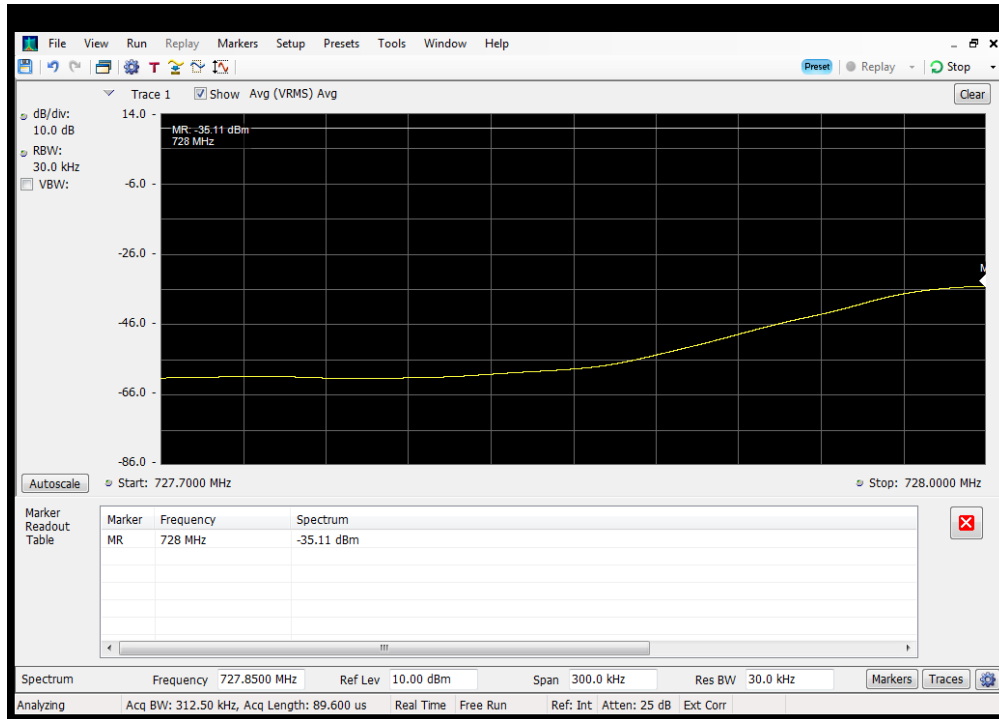 File View Run Replay Markers Setup Presets Tools Window Help
T Preset Replay Stop
Trace 1 Show Avg (VRMS) Avg Clear
dB/div:
10.0 dB
RBW:
30.0 kHz
VBW:
14.0
-6.0
-26.0
-46.0
-66.0
-86.0
MR: -35.11 dBm
728 MHz
M
Autoscale Start: 727.7000 MHz Stop: 728.0000 MHz
Marker
Readout
Table
Marker Frequency Spectrum
MR 728 MHz -35.11 dBm
Spectrum Frequency 727.8500 MHz Ref Lev 10.00 dBm Span 300.0 kHz Res BW 30.0 kHz Markers Traces
Analyzing Acq BW: 312.50 kHz, Acq Length: 89.600 us Real Time Free Run Ref: Int Atten: 25 dB Ext Corr